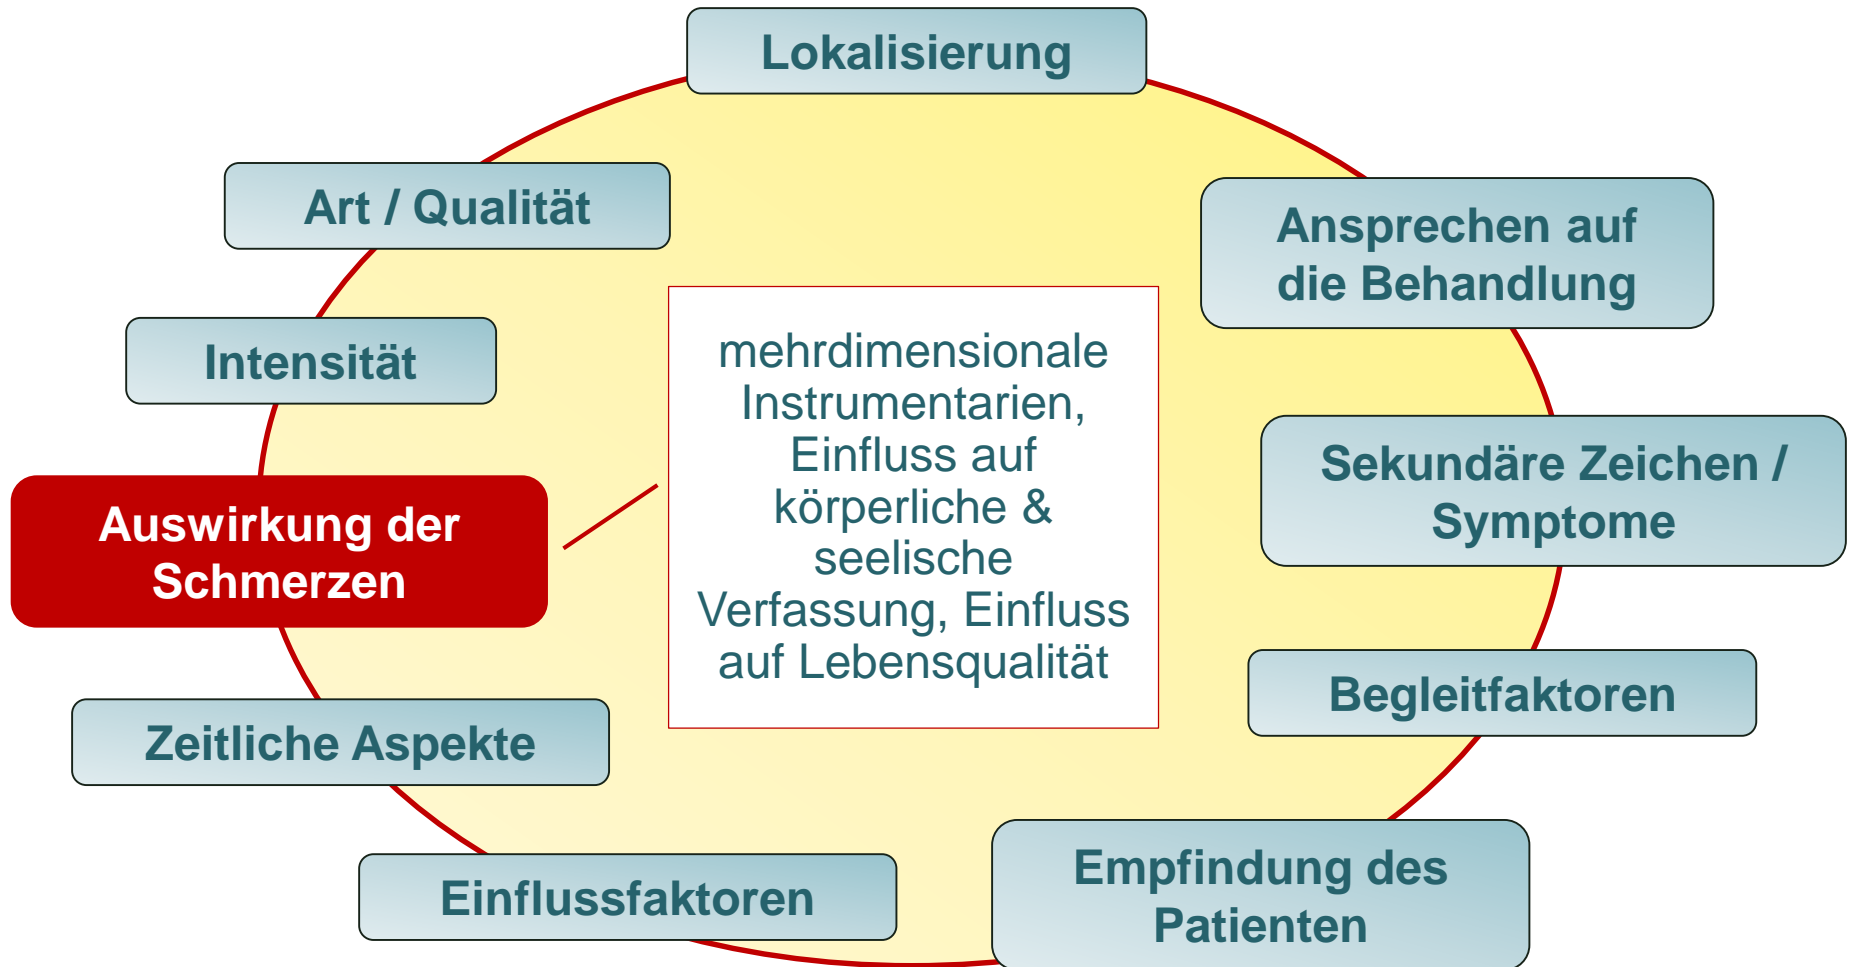 Lokalisierung
Art / Qualität
Ansprechen auf
die Behandlung
Intensität
mehrdimensionale
Instrumentarien,
Einfluss auf
körperliche &
seelische
Verfassung, Einfluss
auf Lebensqualität
Sekundäre Zeichen /
Symptome
Auswirkung der
Schmerzen
Begleitfaktoren
Zeitliche Aspekte
Empfindung des
Patienten
Einflussfaktoren